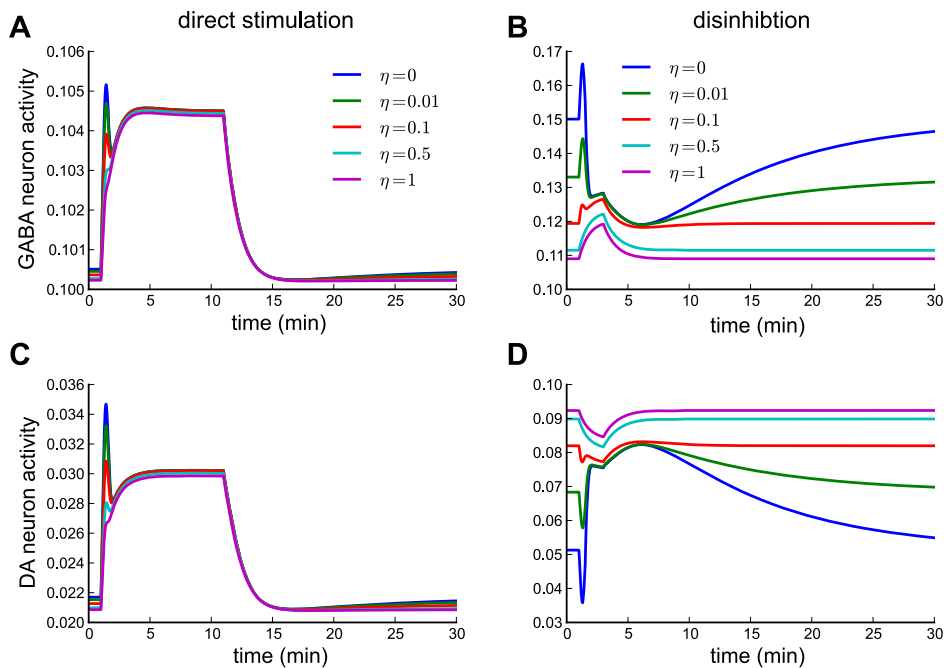 direct stimulation
disinhibtion
A
B
GABA neuron activity
0.106
0.105
0.104
0.103
0.102
0.101
0.100
η=0
η=0.01
η=0.1
η=0.5
η=1
0 5 10 15 20 25 30
time (min)
0.17
0.16
0.15
0.14
0.13
0.12
0.11
0.10
η=0
η=0.01
η=0.1
η=0.5
η=1
0 5 10 15 20 25 30
time (min)
C
D
DA neuron activity
0.036
0.034
0.032
0.030
0.028
0.026
0.024
0.022
0.020
0 5 10 15 20 25 30
time (min)
0.10
0.09
0.08
0.07
0.06
0.05
0.04
0.03
0 5 10 15 20 25 30
time (min)